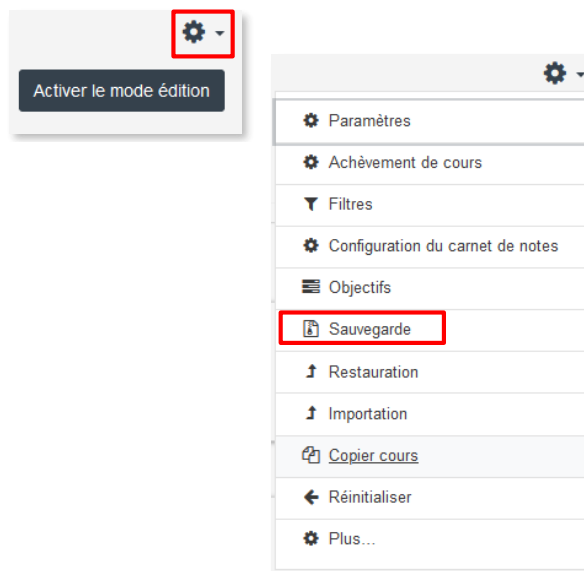 Activer le mode édition
Paramètres
Achèvement de cours
Filtres
Configuration du carnet de notes
Objectifs
Sauvegarde
Restauration
Importation
Copier cours
Réinitialiser
Plus...